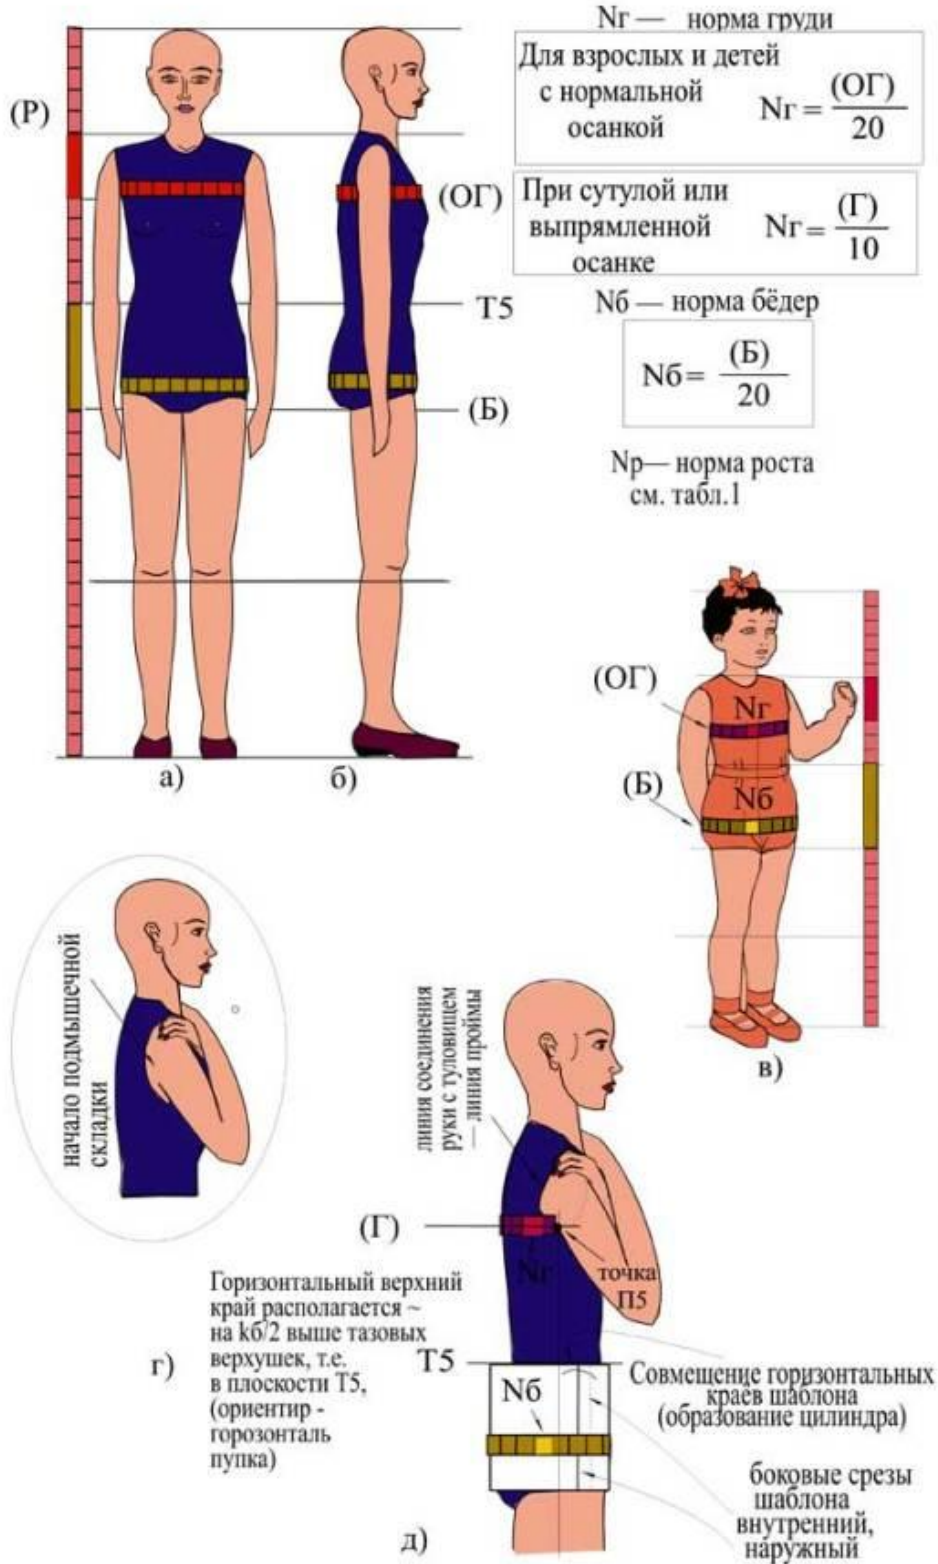 Nг — норма груди
Для взрослых и детей
с нормальной
осанкой
Nг = (ОГ)
20
(Р)
(ОГ)
При сутулой или
выпрямленной
осанке
Nг = (Г)
10
Т5
Nб — норма бёдер
Nб = (Б)
20
(Б)
Nр— норма роста
см. табл.1
(ОГ)
Nг
(Б)
Nб
а)
б)
в)
начало подмышечной
складки
линия соединения
руки с туловищем
— линия проймы
(Г)
Nг
точка
П5
Горизонтальный верхний
край располагается ~
на kб/2 выше тазовых
верхушек, т.е.
в плоскости Т5,
(ориентир -
горозонталь
пупка)
г)
Т5
Nб
Совмещение горизонтальных
краев шаблона
(образование цилиндра)
боковые срезы
шаблона
внутренний,
наружный
д)